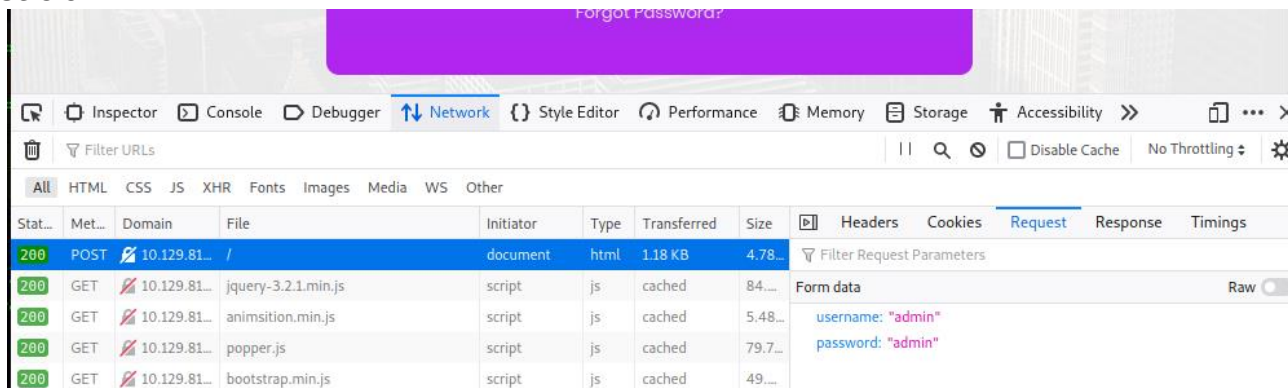 Forgot Password?
Inspector Console Debugger Network {} Style Editor Performance Memory Storage Accessibility
Filter URLs Disable Cache No Throttling
All HTML CSS JS XHR Fonts Images Media WS Other
Stat... Met... Domain File Initiator Type Transferred Size Headers Cookies Request Response Timings
200 POST 10.129.81... / document html 1.18 KB 4.78... Filter Request Parameters
200 GET 10.129.81... jquery-3.2.1.min.js script js cached 84.... Form data Raw
200 GET 10.129.81... animsition.min.js script js cached 5.48... username: "admin"
200 GET 10.129.81... popper.js script js cached 79.7... password: "admin"
200 GET 10.129.81... bootstrap.min.js script js cached 49....